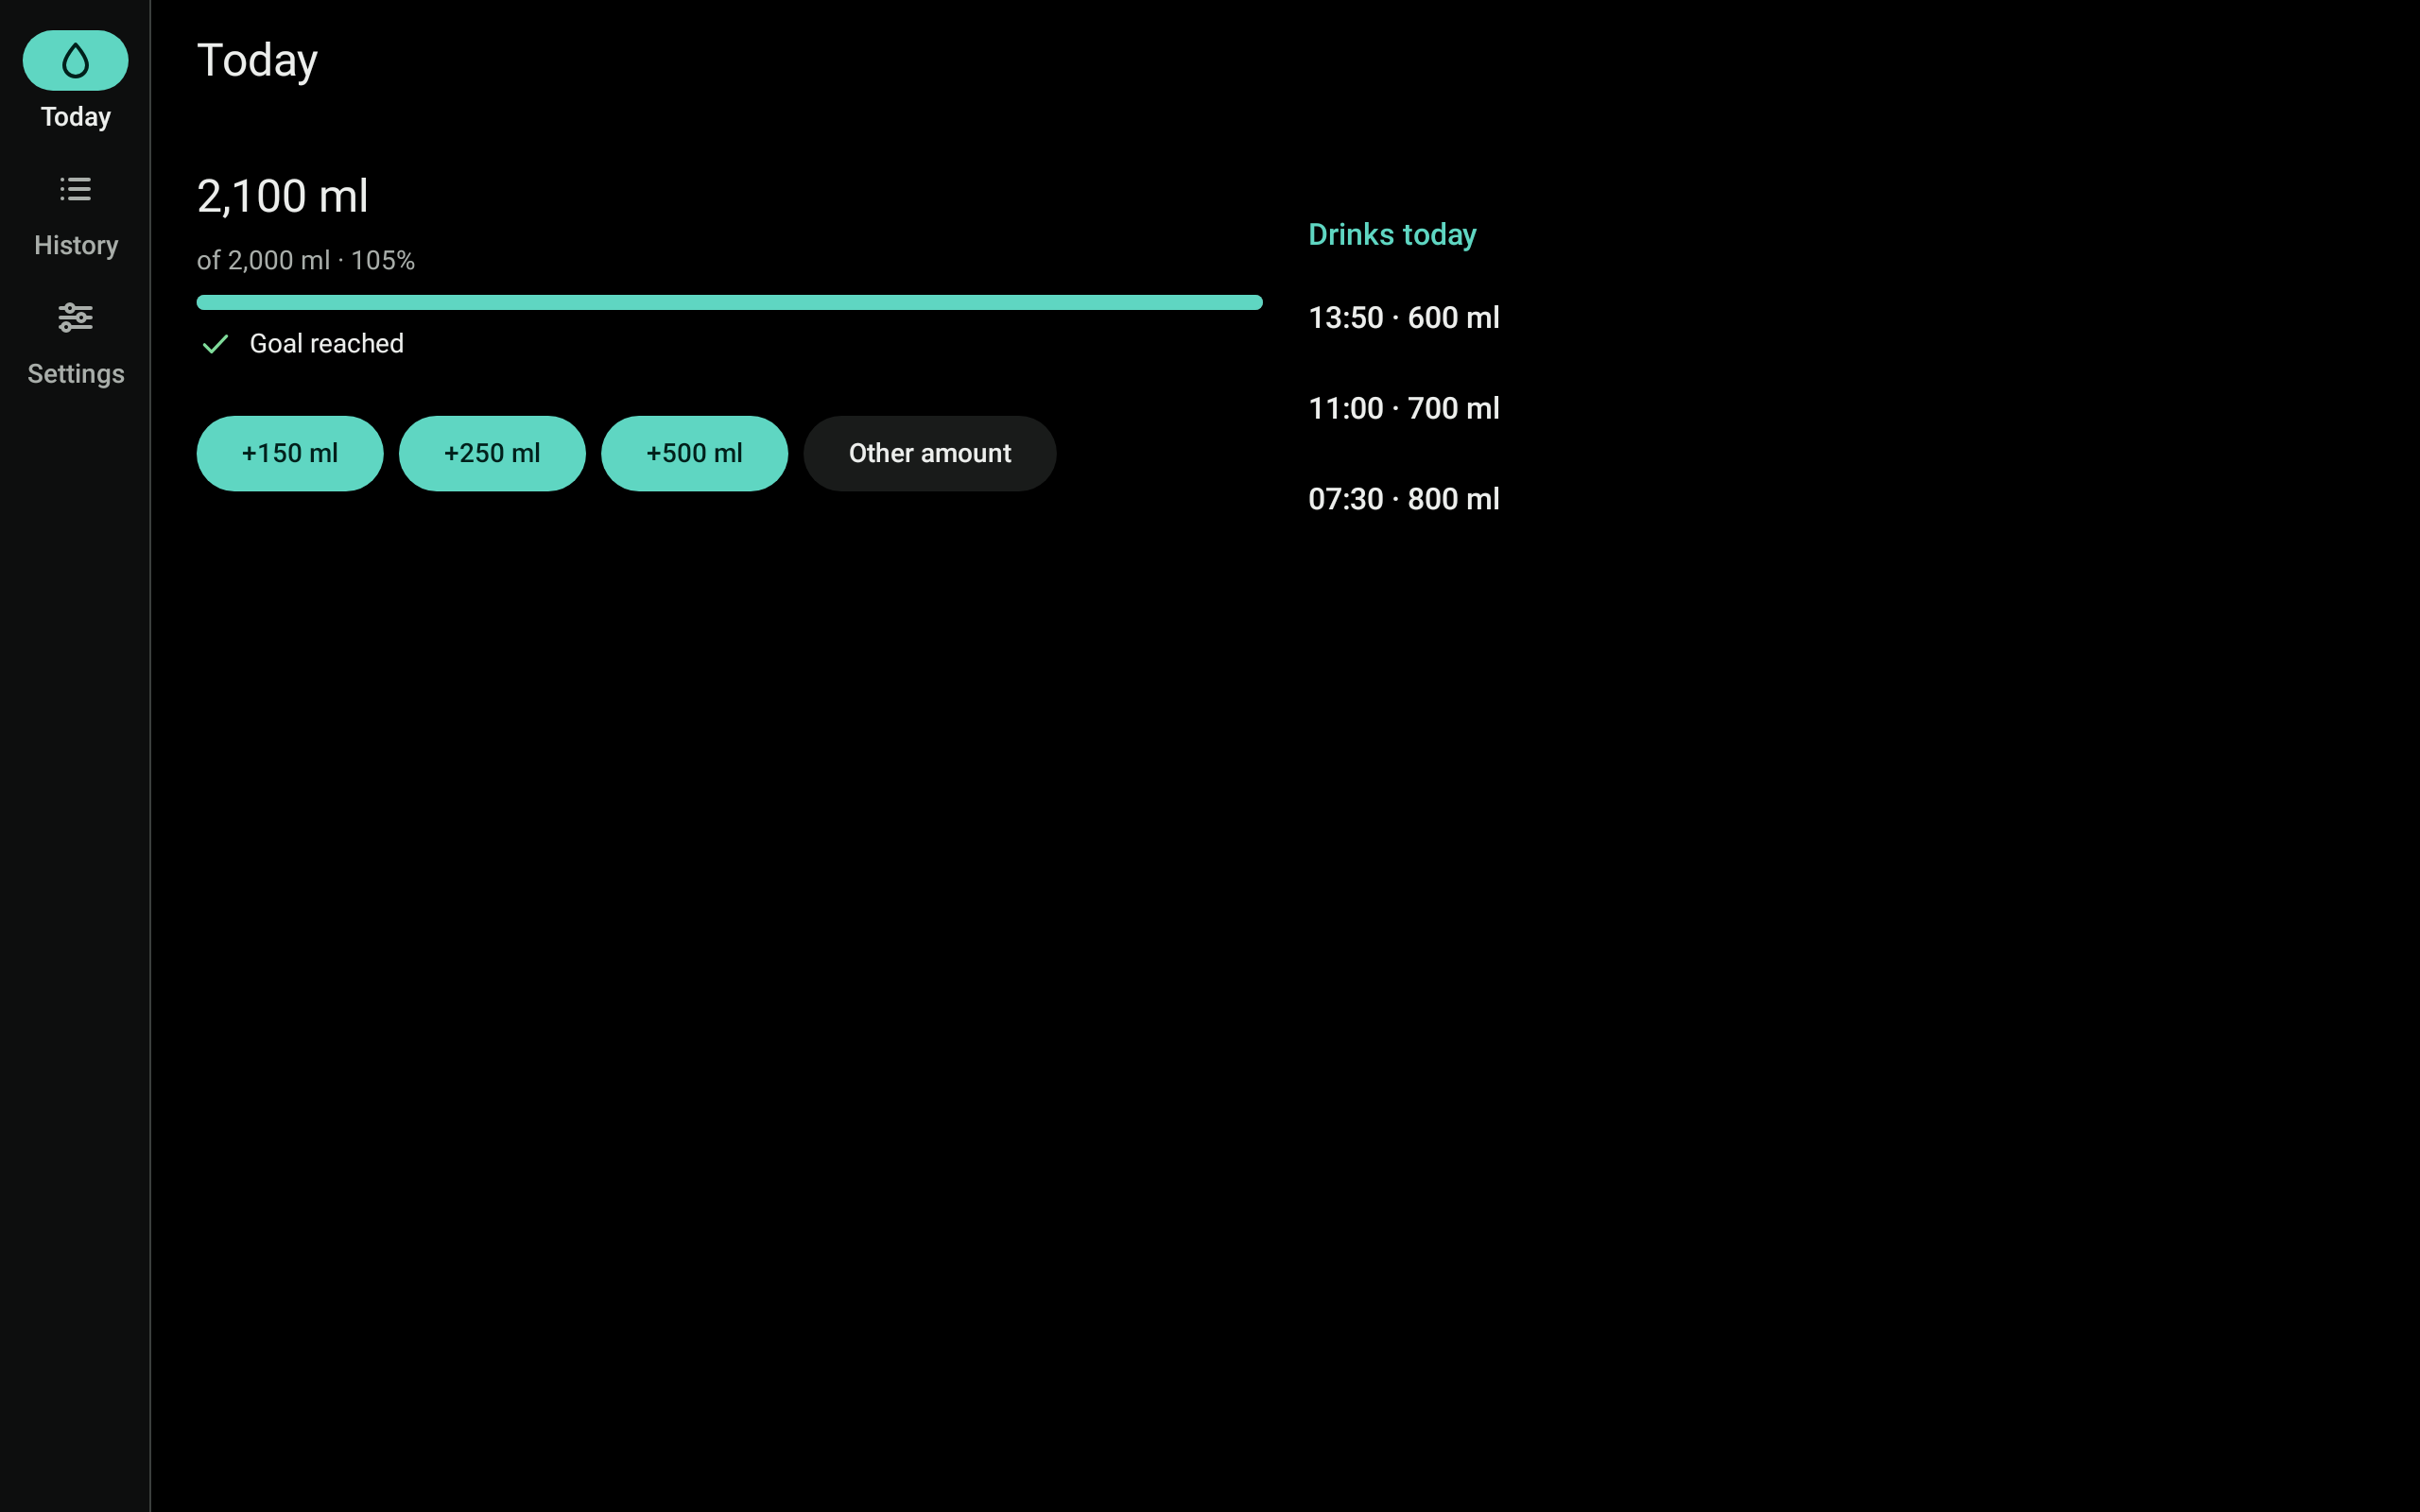 Today
History
Settings
Today
2,100 ml
of 2,000 ml · 105%
Goal reached
+150 ml
+250 ml
+500 ml
Other amount
Drinks today
13:50 · 600 ml
11:00 · 700 ml
07:30 · 800 ml